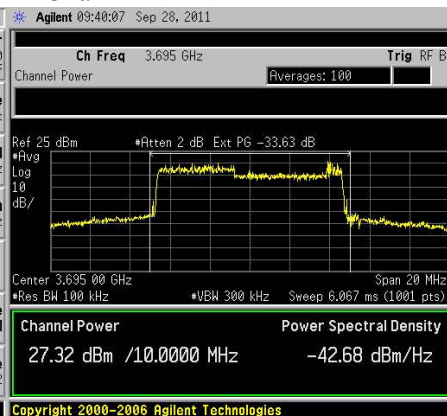 Agilent 09:40:07 Sep 28, 2011
Ch Freq 3.695 GHz Trig RF B
Channel Power Averages: 100
Ref 25 dBm #Atten 2 dB Ext PG -33.63 dB
#Avg
Log
10
dB/
Center 3.695 00 GHz Span 20 MHz
#Res BW 100 kHz #VBW 300 kHz Sweep 6.067 ms (1001 pts)
Channel Power Power Spectral Density
27.32 dBm /10.0000 MHz -42.68 dBm/Hz
Copyright 2000-2006 Agilent Technologies